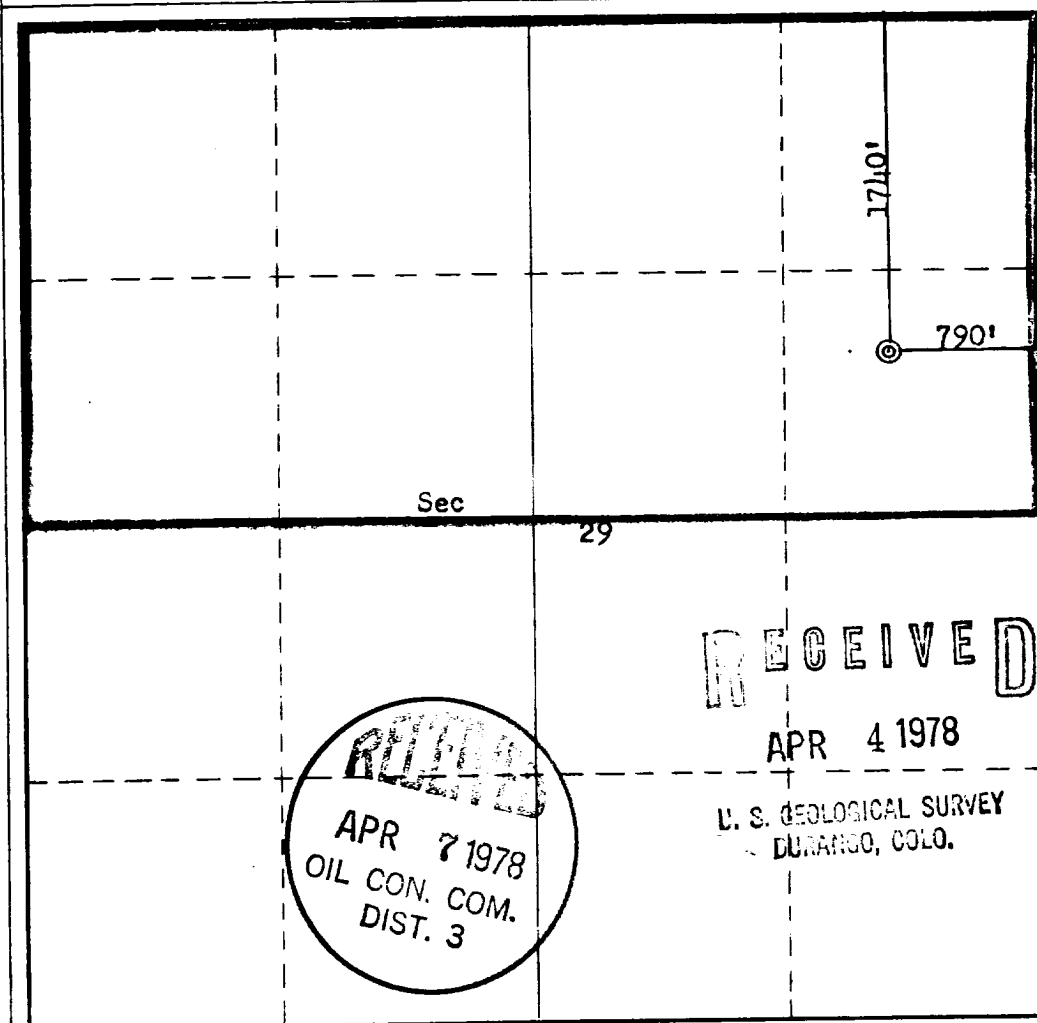 1740'
790'
Sec
29
RECEIVED
APR 4 1978
U. S. GEOLOGICAL SURVEY
DURANGO, COLO.
RECEIVED
APR 7 1978
OIL CON. COM.
DIST. 3